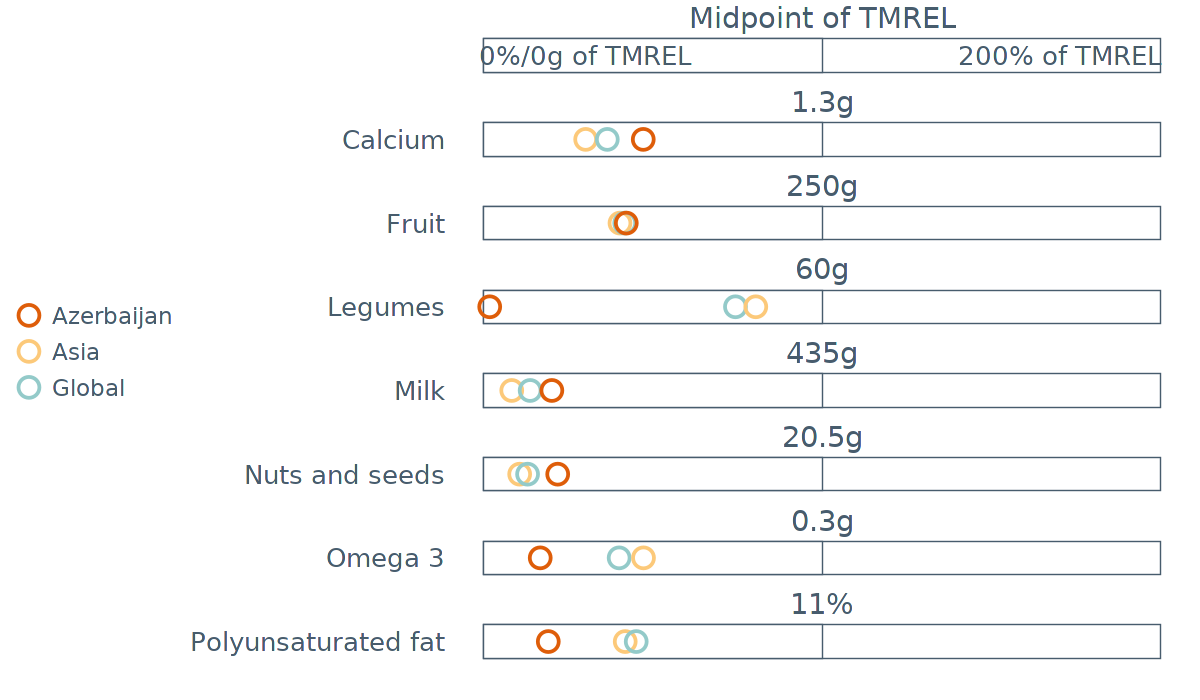 Midpoint of TMREL
0%/0g of TMREL 200% of TMREL
1.3g
Calcium
250g
Fruit
60g
Legumes
435g
Milk
20.5g
Nuts and seeds
0.3g
Omega 3
11%
Polyunsaturated fat
Azerbaijan
Asia
Global